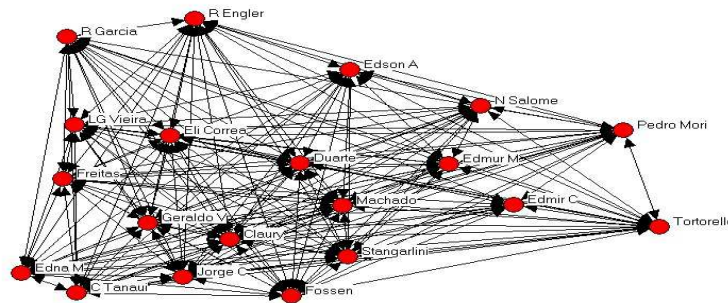 R Engler
R Garcia
Edson A
N Salome
LG Vieira
Eli Correa
Pedro Mori
Duarte
Edmur M
Freitas
Machado
Edmir C
Geraldo V
Claury
Tortorello
Stangarlini
Edna M
Jorge C
C Tanaui
Fossen